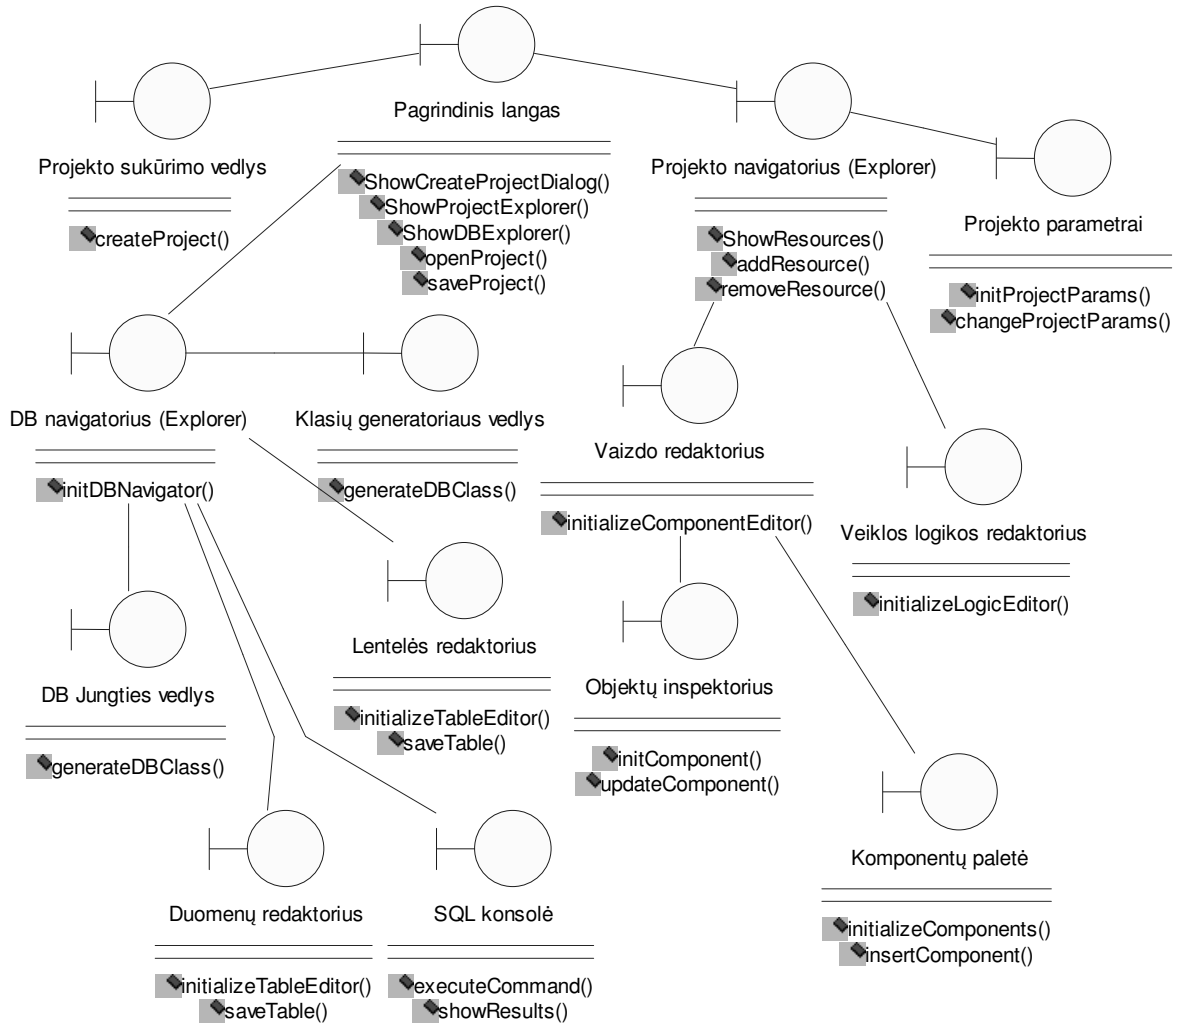 Pagrindinis langas
ShowCreateProjectDialog()
ShowProjectExplorer()
ShowDBExplorer()
openProject()
saveProject()
Projekto sukūrimo vedlys
createProject()
Projekto navigatorius (Explorer)
ShowResources()
addResource()
removeResource()
Projekto parametrai
initProjectParams()
changeProjectParams()
DB navigatorius (Explorer)
initDBNavigator()
Klasių generatoriaus vedlys
generateDBClass()
Vaizdo redaktorius
initializeComponentEditor()
Veiklos logikos redaktorius
initializeLogicEditor()
DB Jungties vedlys
generateDBClass()
Lentelės redaktorius
initializeTableEditor()
saveTable()
Objektų inspektorius
initComponent()
updateComponent()
Komponentų paletė
initializeComponents()
insertComponent()
Duomenų redaktorius
initializeTableEditor()
saveTable()
SQL konsolė
executeCommand()
showResults()